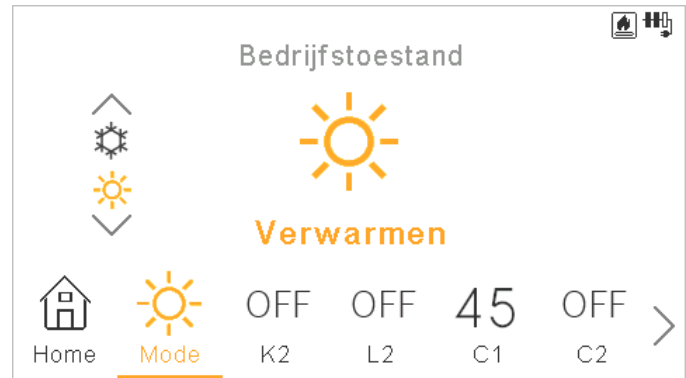 Bedrijfstoestand
Verwarmen
OFF OFF 45 OFF
Home Mode K2 L2 C1 C2